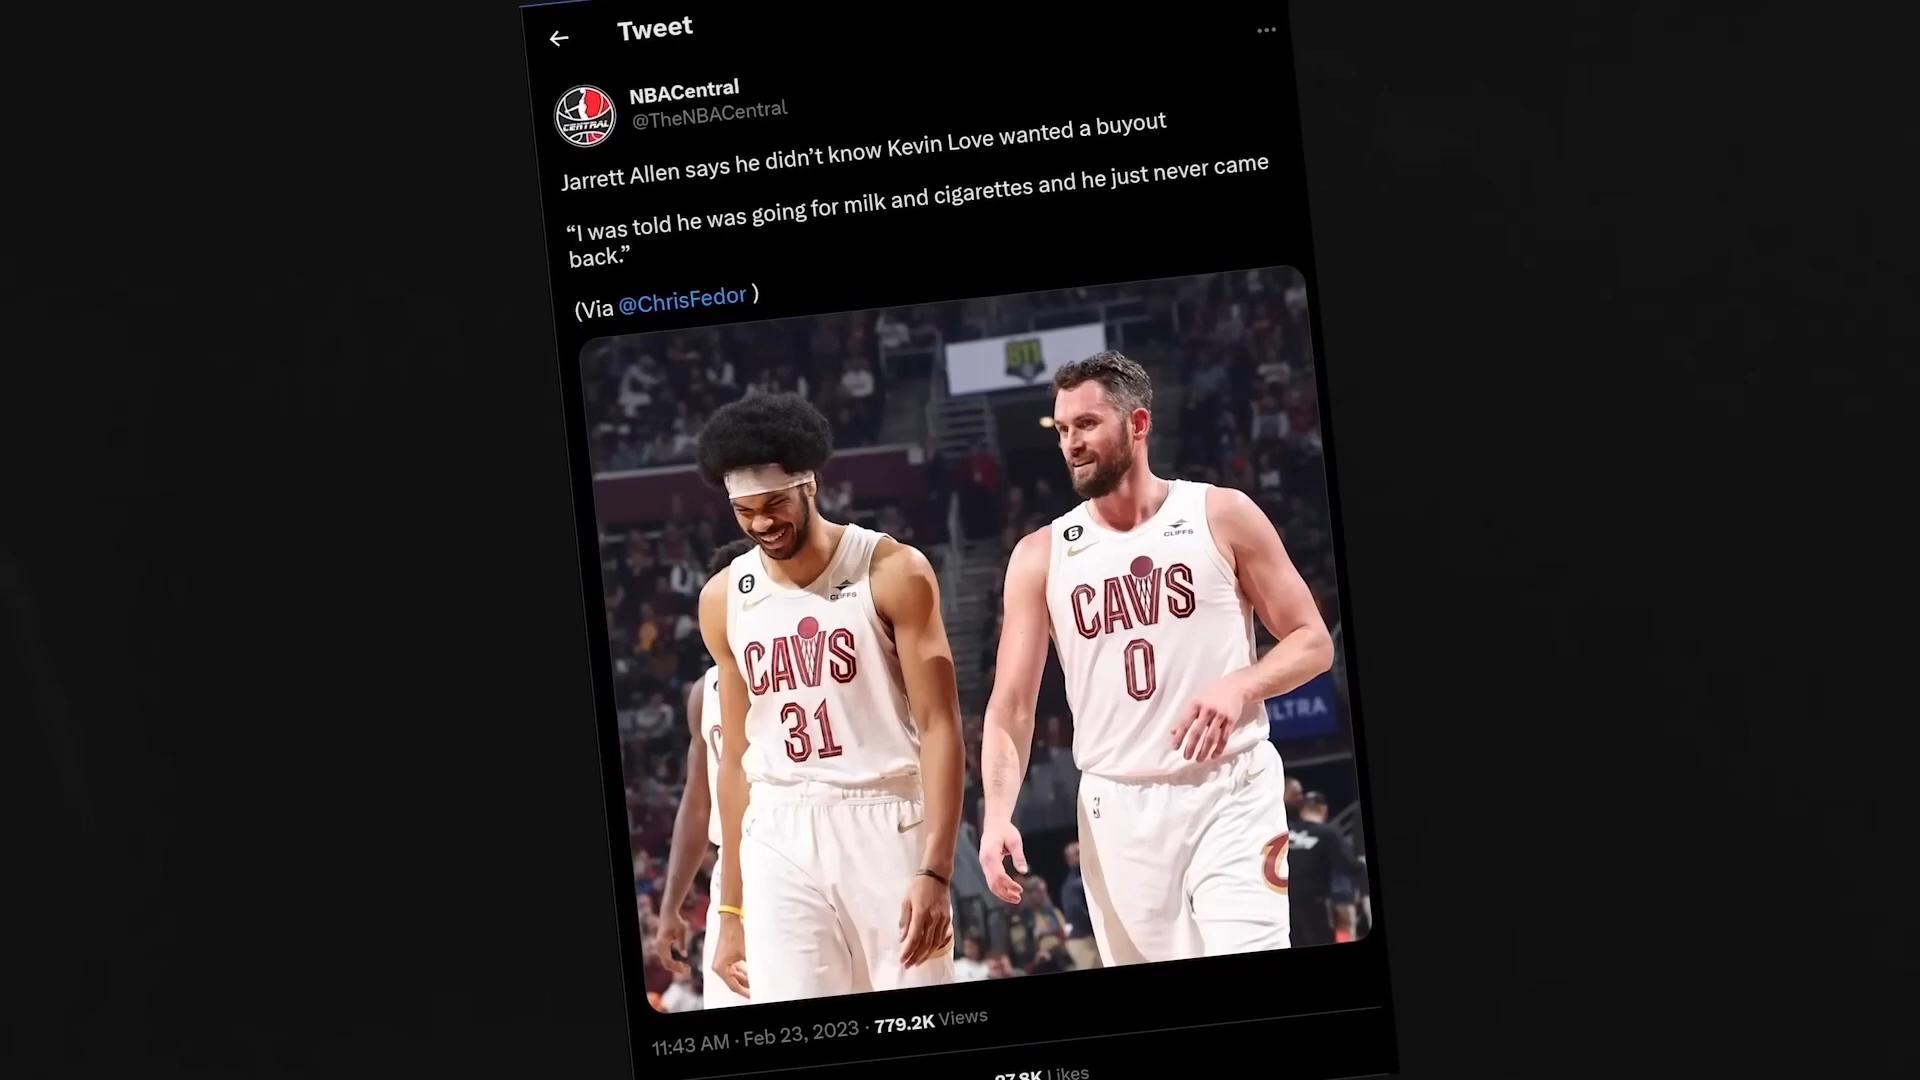 Tweet
NBACentral
@TheNBACentral
Jarrett Allen says he didn’t know Kevin Love wanted a buyout
“I was told he was going for milk and cigarettes and he just never came
back.”
(Via @ChrisFedor )
CENTRAL
6
CLIFFS
CAVS
31
6
CLIFFS
CAVS
0
ULTRA
11:43 AM · Feb 23, 2023 · 779.2K Views
Likes